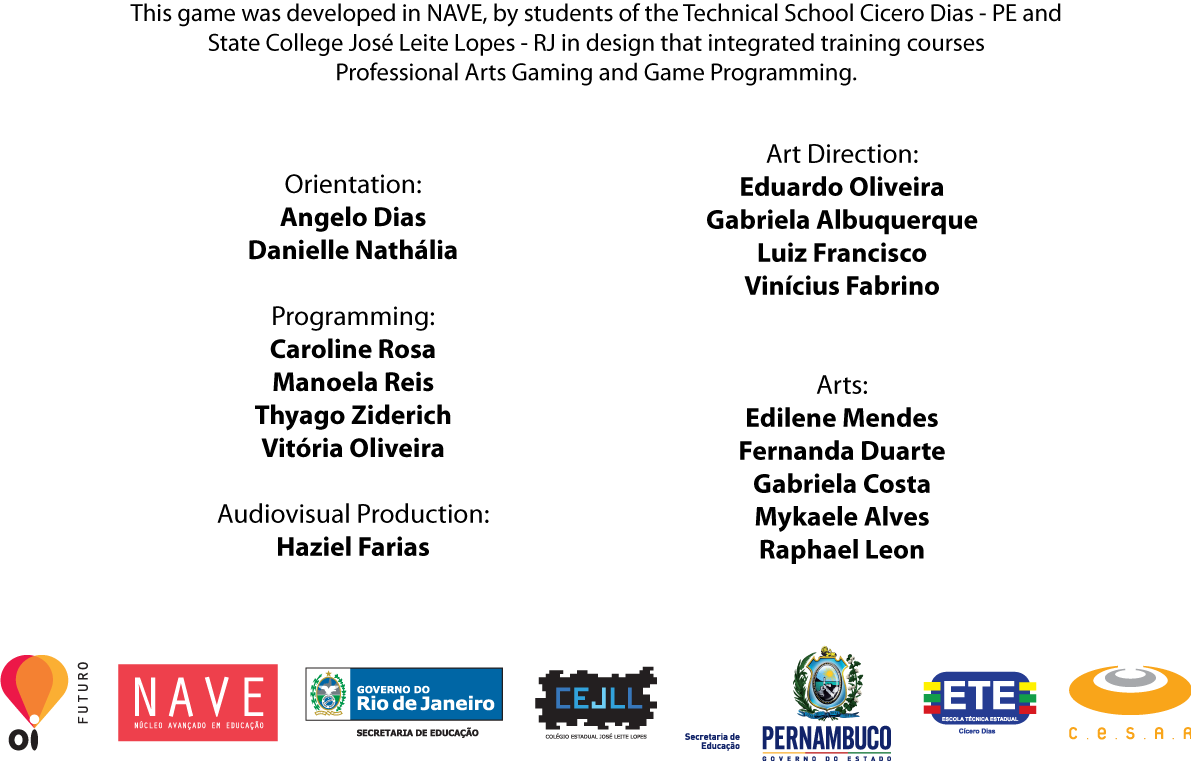 This game was developed in NAVE, by students of the Technical School Cicero Dias - PE and
State College José Leite Lopes - RJ in design that integrated training courses
Professional Arts Gaming and Game Programming.
Orientation:
Angelo Dias
Danielle Nathália
Programming:
Caroline Rosa
Manoela Reis
Thyago Ziderich
Vitória Oliveira
Audiovisual Production:
Haziel Farias
Art Direction:
Eduardo Oliveira
Gabriela Albuquerque
Luiz Francisco
Vinícius Fabrino
Arts:
Edilene Mendes
Fernanda Duarte
Gabriela Costa
Mykaele Alves
Raphael Leon
oi
FUTURO
NAVE
NÚCLEO AVANÇADO EM EDUCAÇÃO
GOVERNO DO
Rio de Janeiro
SECRETARIA DE EDUCAÇÃO
CEJLL
COLÉGIO ESTADUAL JOSÉ LEITE LOPES
Secretaria de
Educação
PERNAMBUCO
GOVERNO DO ESTADO
ETE
ESCOLA TÉCNICA ESTADUAL
Cícero Dias
C.e.S.A.R